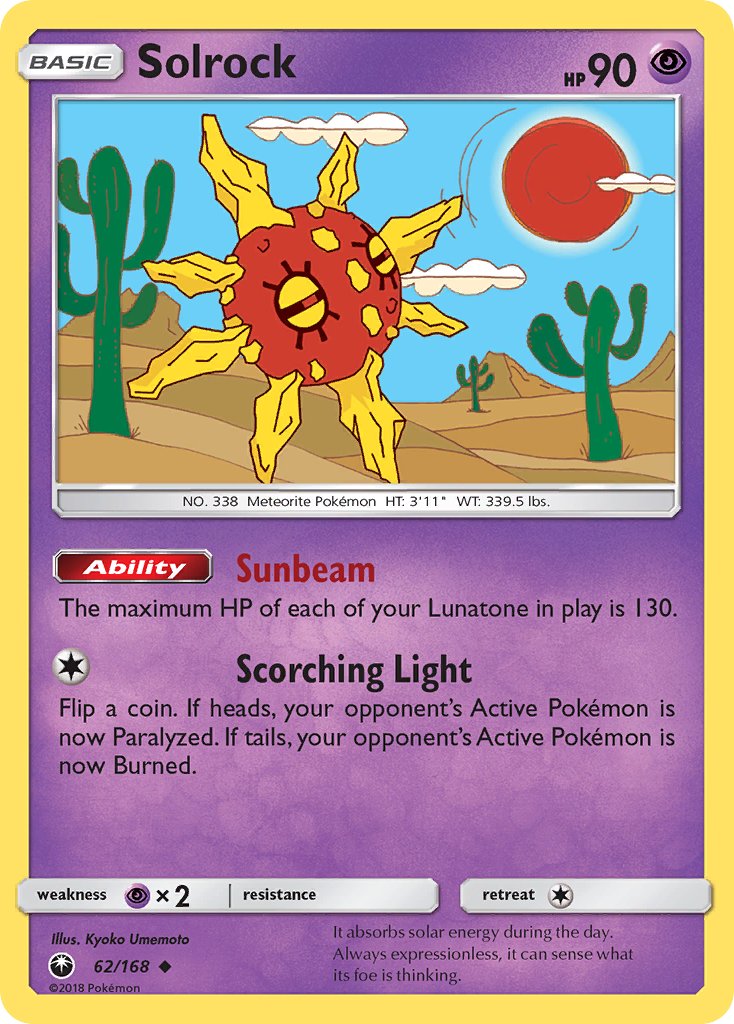 BASIC Solrock HP 90
NO. 338 Meteorite Pokémon HT: 3'11" WT: 339.5 lbs.
Ability Sunbeam
The maximum HP of each of your Lunatone in play is 130.
Scorching Light
Flip a coin. If heads, your opponent's Active Pokémon is
now Paralyzed. If tails, your opponent's Active Pokémon is
now Burned.
weakness ×2 resistance retreat
Illus. Kyoko Umemoto
62/168
©2018 Pokémon
It absorbs solar energy during the day.
Always expressionless, it can sense what
its foe is thinking.